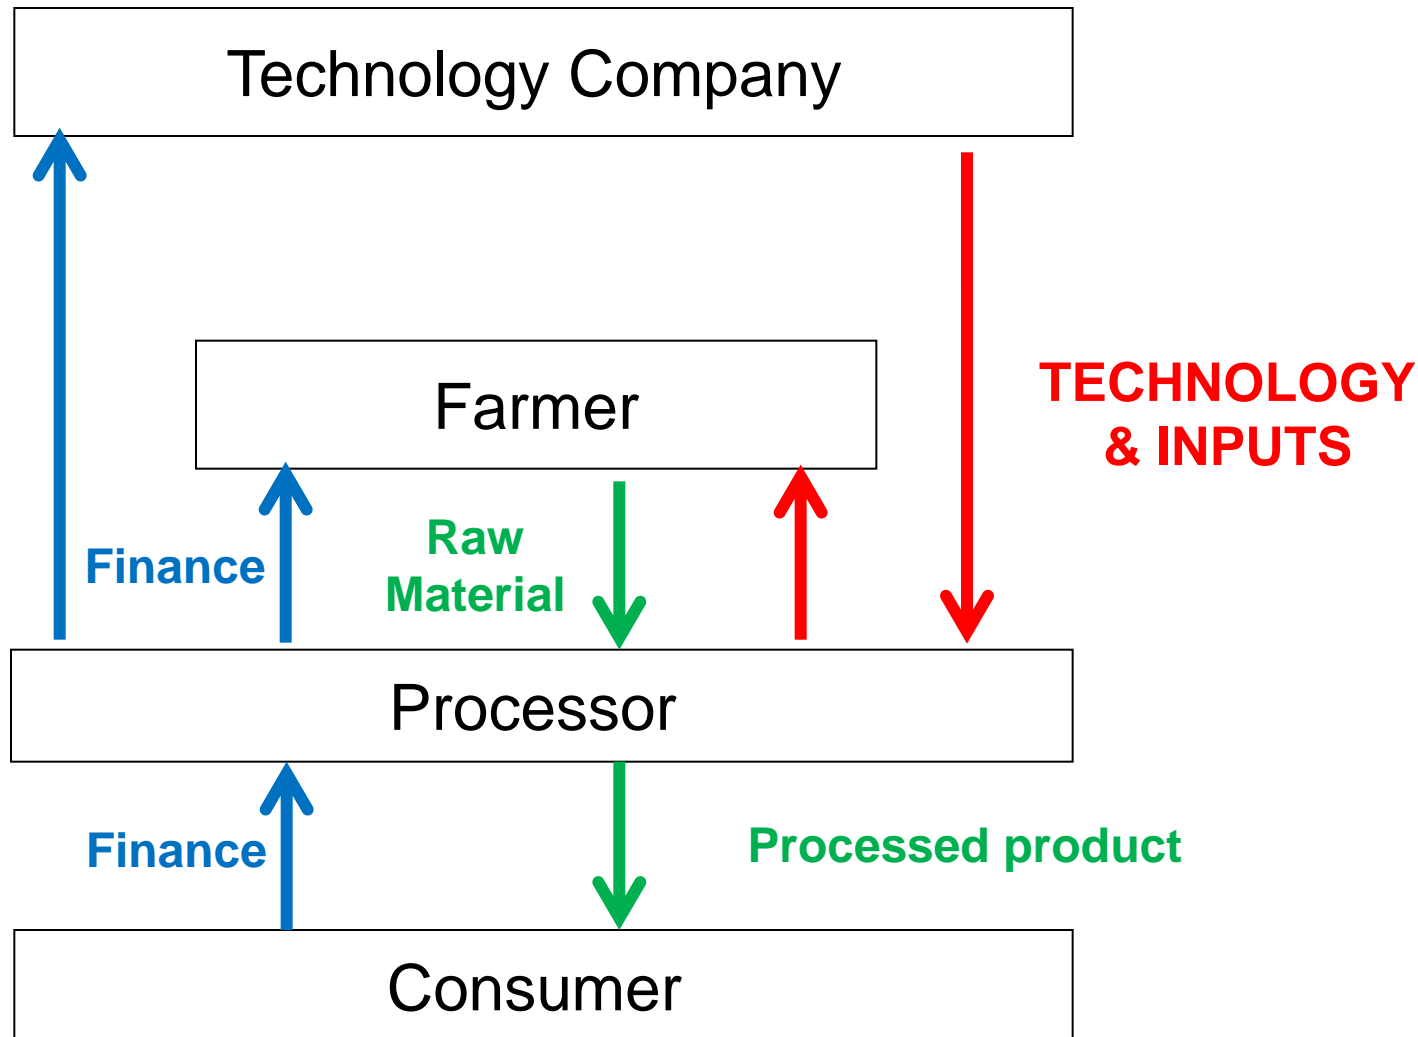 Technology Company
Farmer
TECHNOLOGY
& INPUTS
Finance
Raw
Material
Processor
Finance
Processed product
Consumer